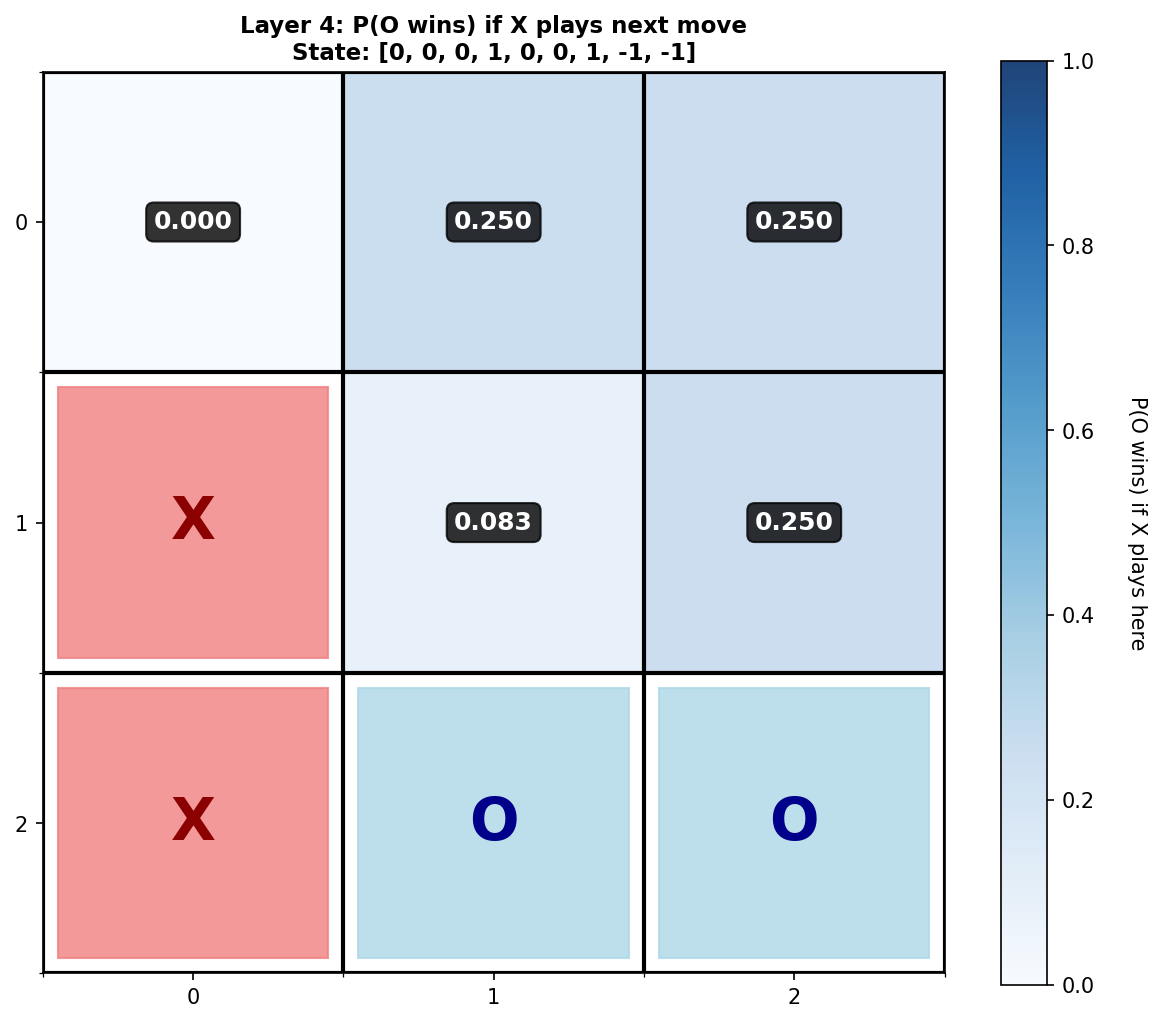 Layer 4: P(O wins) if X plays next move
State: [0, 0, 0, 1, 0, 0, 1, -1, -1]
0
0.000
0.250
0.250
1
X
0.083
0.250
2
X
O
O
0
1
2
1.0
0.8
0.6
0.4
0.2
0.0
P(O wins) if X plays here